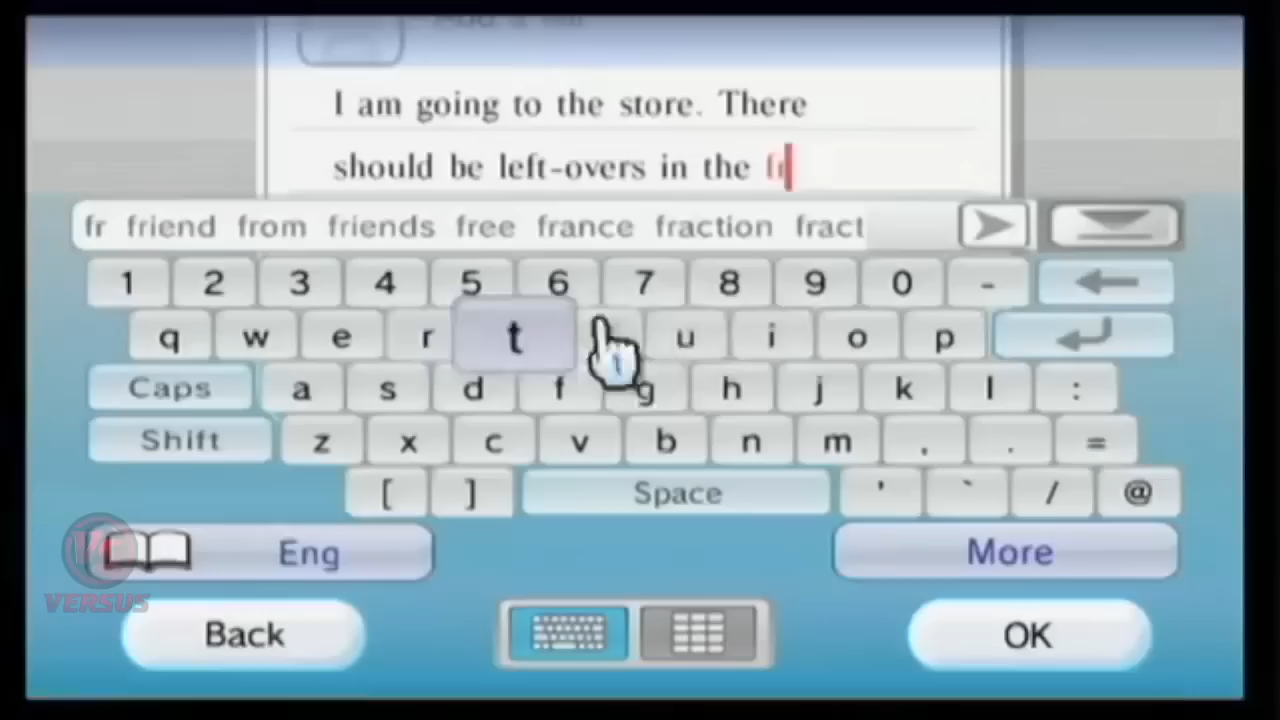 I am going to the store. There
should be left-overs in the fr
fr friend from friends free france fraction fract
1 2 3 4 5 6 7 8 9 0 -
q w e r t u i o p
Caps a s d f g h j k l :
Shift z x c v b n m , . =
[ ] Space ' ` / @
Eng More
VERSUS
Back OK